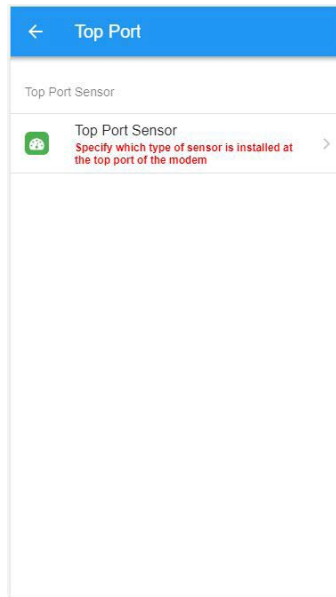 Top Port
Top Port Sensor
Top Port Sensor
Specify which type of sensor is installed at
the top port of the modem